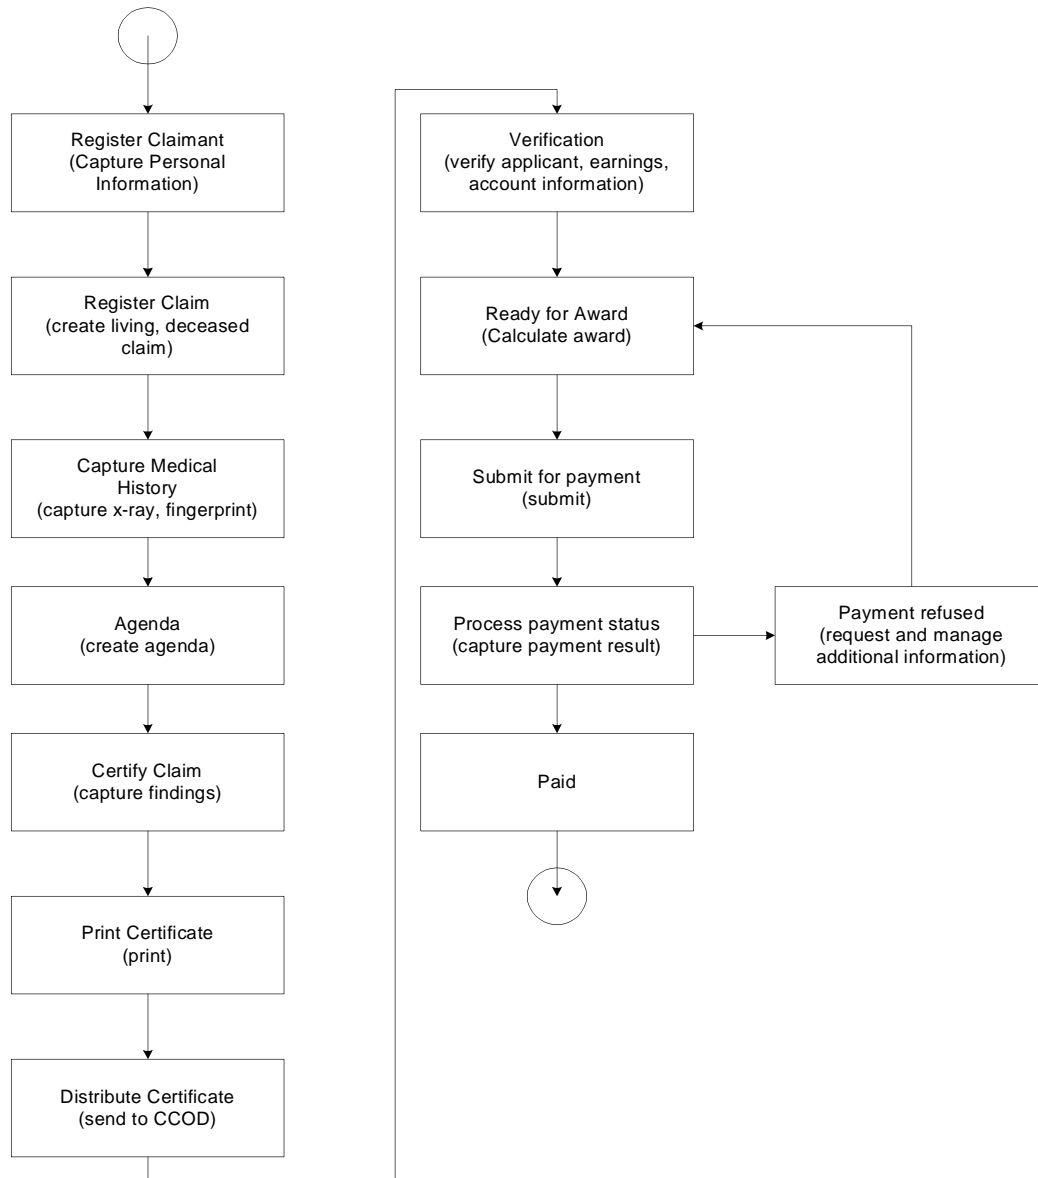 Register Claimant
(Capture Personal
Information)
Register Claim
(create living, deceased
claim)
Capture Medical
History
(capture x-ray, fingerprint)
Agenda
(create agenda)
Certify Claim
(capture findings)
Print Certificate
(print)
Distribute Certificate
(send to CCOD)
Verification
(verify applicant, earnings,
account information)
Ready for Award
(Calculate award)
Submit for payment
(submit)
Process payment status
(capture payment result)
Payment refused
(request and manage
additional information)
Paid